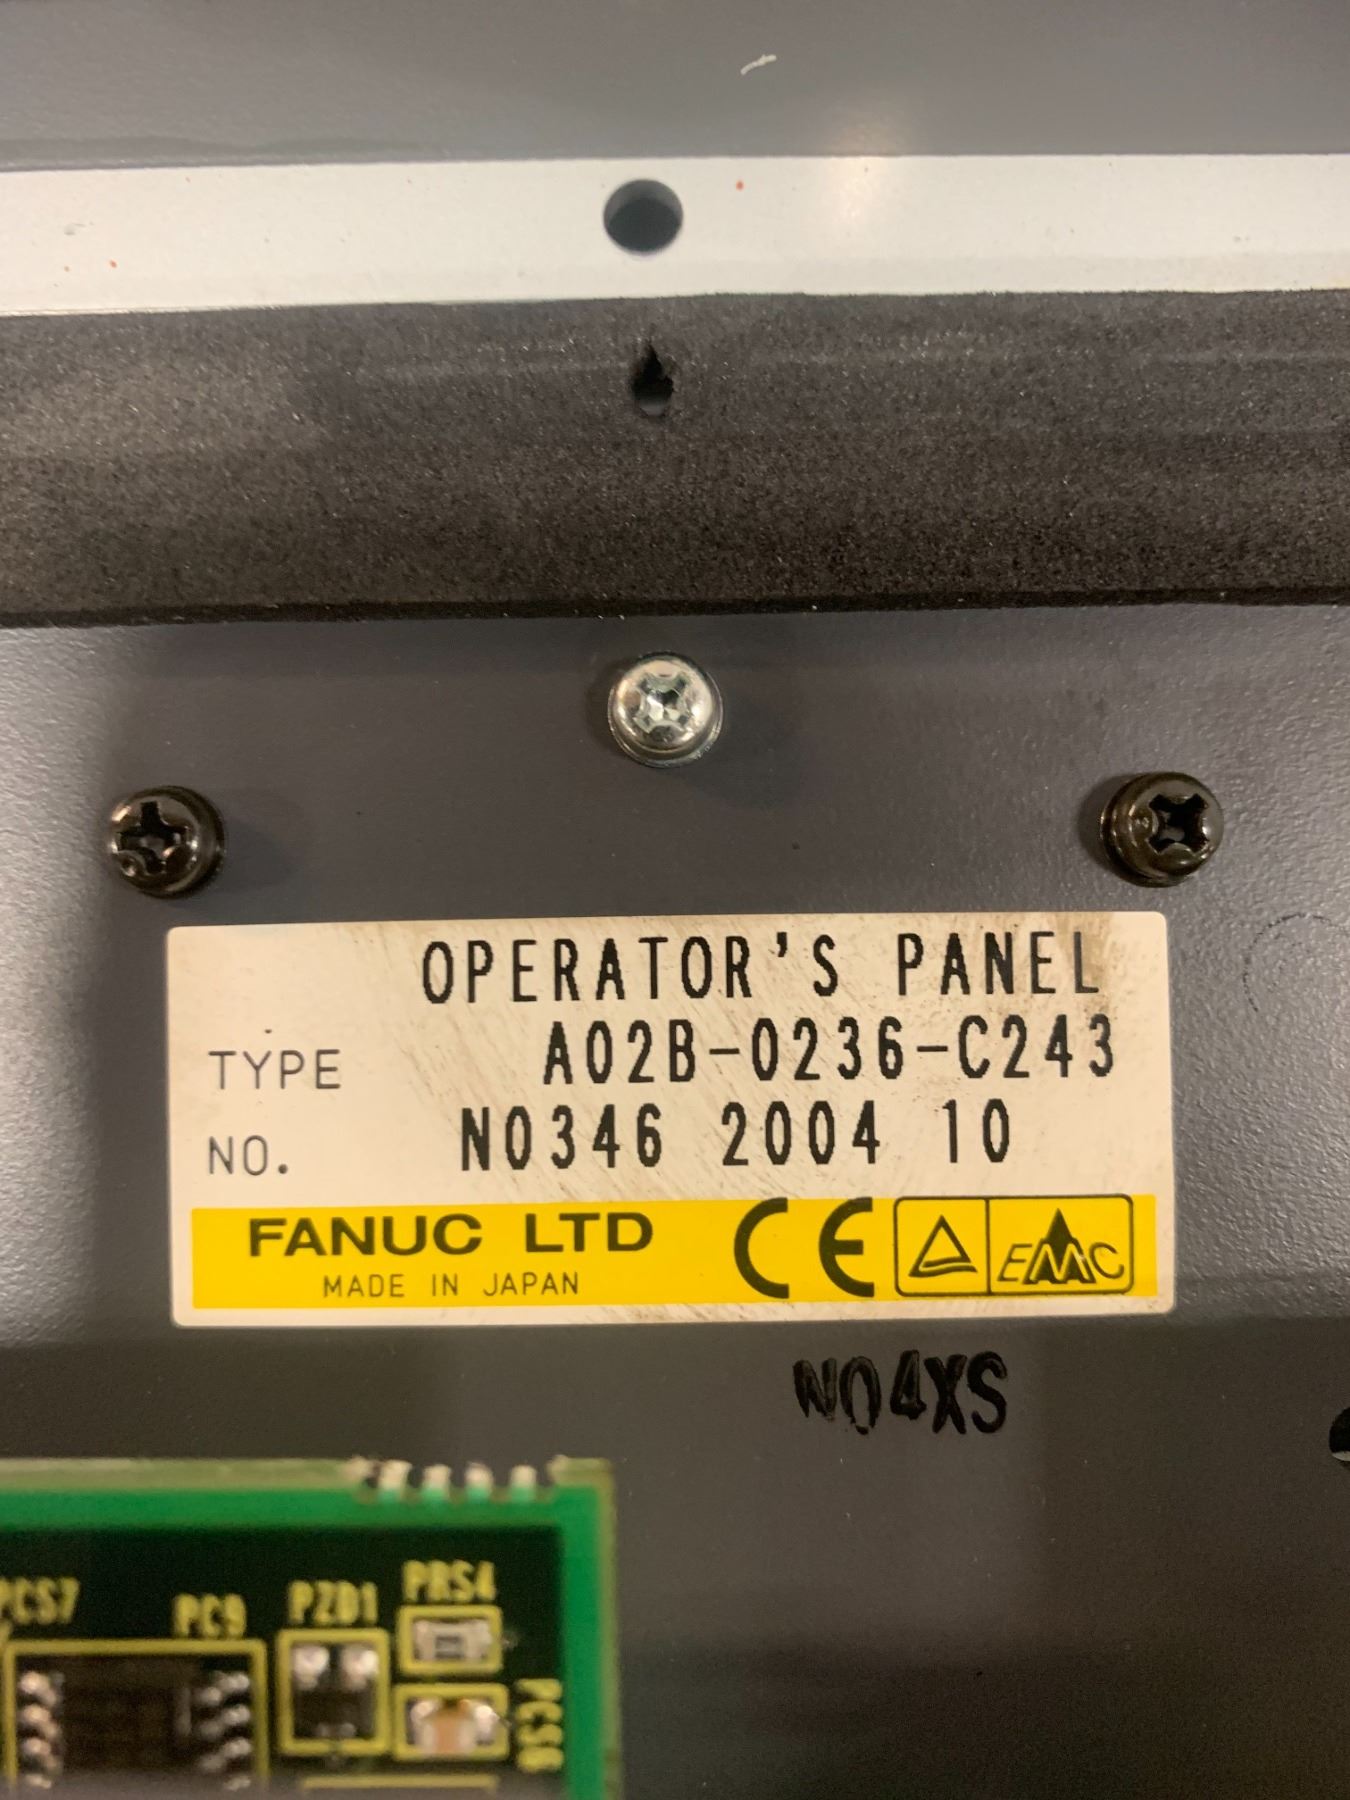 OPERATOR'S PANEL
TYPE A02B-0236-C243
NO. N0346 2004 10
FANUC LTD CE EMC
MADE IN JAPAN
N04XS
PRS4
PCS7 PC9 PZD1
PCS6